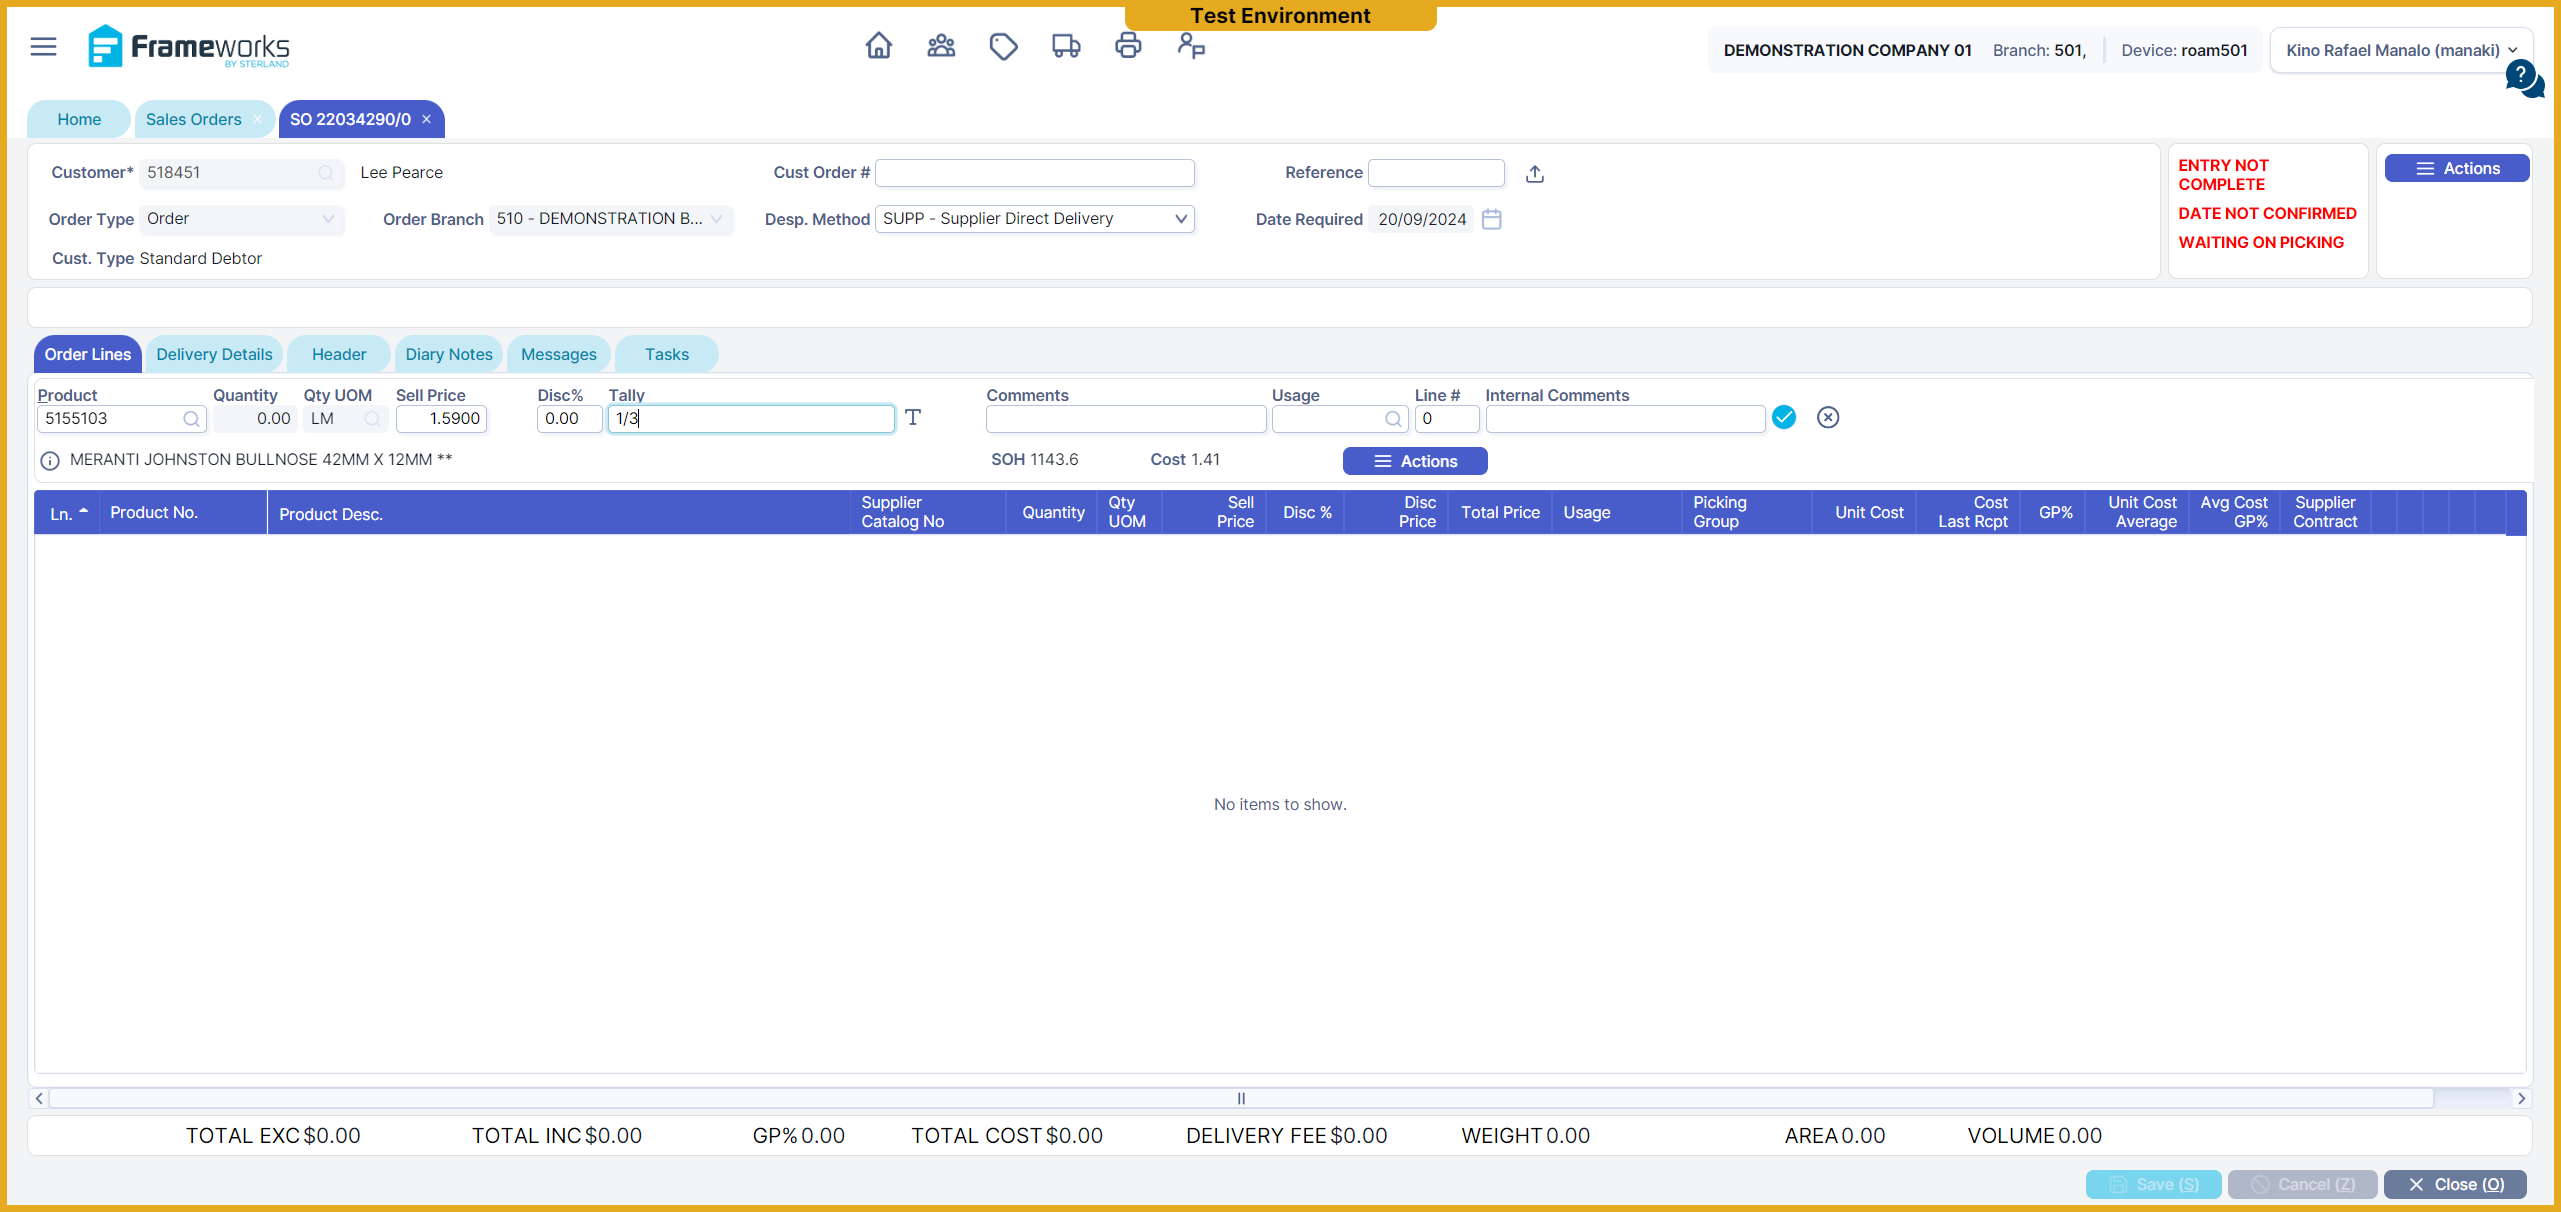 Test Environment
Frameworks
BY STERLAND
DEMONSTRATION COMPANY 01 Branch: 501, Device: roam501
Kino Rafael Manalo (manaki)
?
Home
Sales Orders ×
SO 22034290/0 ×
Customer* 518451 Lee Pearce
Cust Order #
Reference
Order Type Order
Order Branch 510 - DEMONSTRATION B...
Desp. Method SUPP - Supplier Direct Delivery
Date Required 20/09/2024
Cust. Type Standard Debtor
ENTRY NOT
COMPLETE
DATE NOT CONFIRMED
WAITING ON PICKING
Actions
Order Lines
Delivery Details
Header
Diary Notes
Messages
Tasks
Product Quantity Qty UOM Sell Price Disc% Tally Comments Usage Line # Internal Comments
5155103 0.00 LM 1.5900 0.00 1/3 T 0
MERANTI JOHNSTON BULLNOSE 42MM X 12MM **
SOH 1143.6
Cost 1.41
Actions
Ln.
Product No.
Product Desc.
Supplier
Catalog No
Quantity
Qty
UOM
Sell
Price
Disc %
Disc
Price
Total Price
Usage
Picking
Group
Unit Cost
Cost
Last Rcpt
GP%
Unit Cost
Average
Avg Cost
GP%
Supplier
Contract
No items to show.
TOTAL EXC $0.00 TOTAL INC $0.00 GP% 0.00 TOTAL COST $0.00 DELIVERY FEE $0.00 WEIGHT 0.00 AREA 0.00 VOLUME 0.00
Save (S)
Cancel (Z)
Close (O)